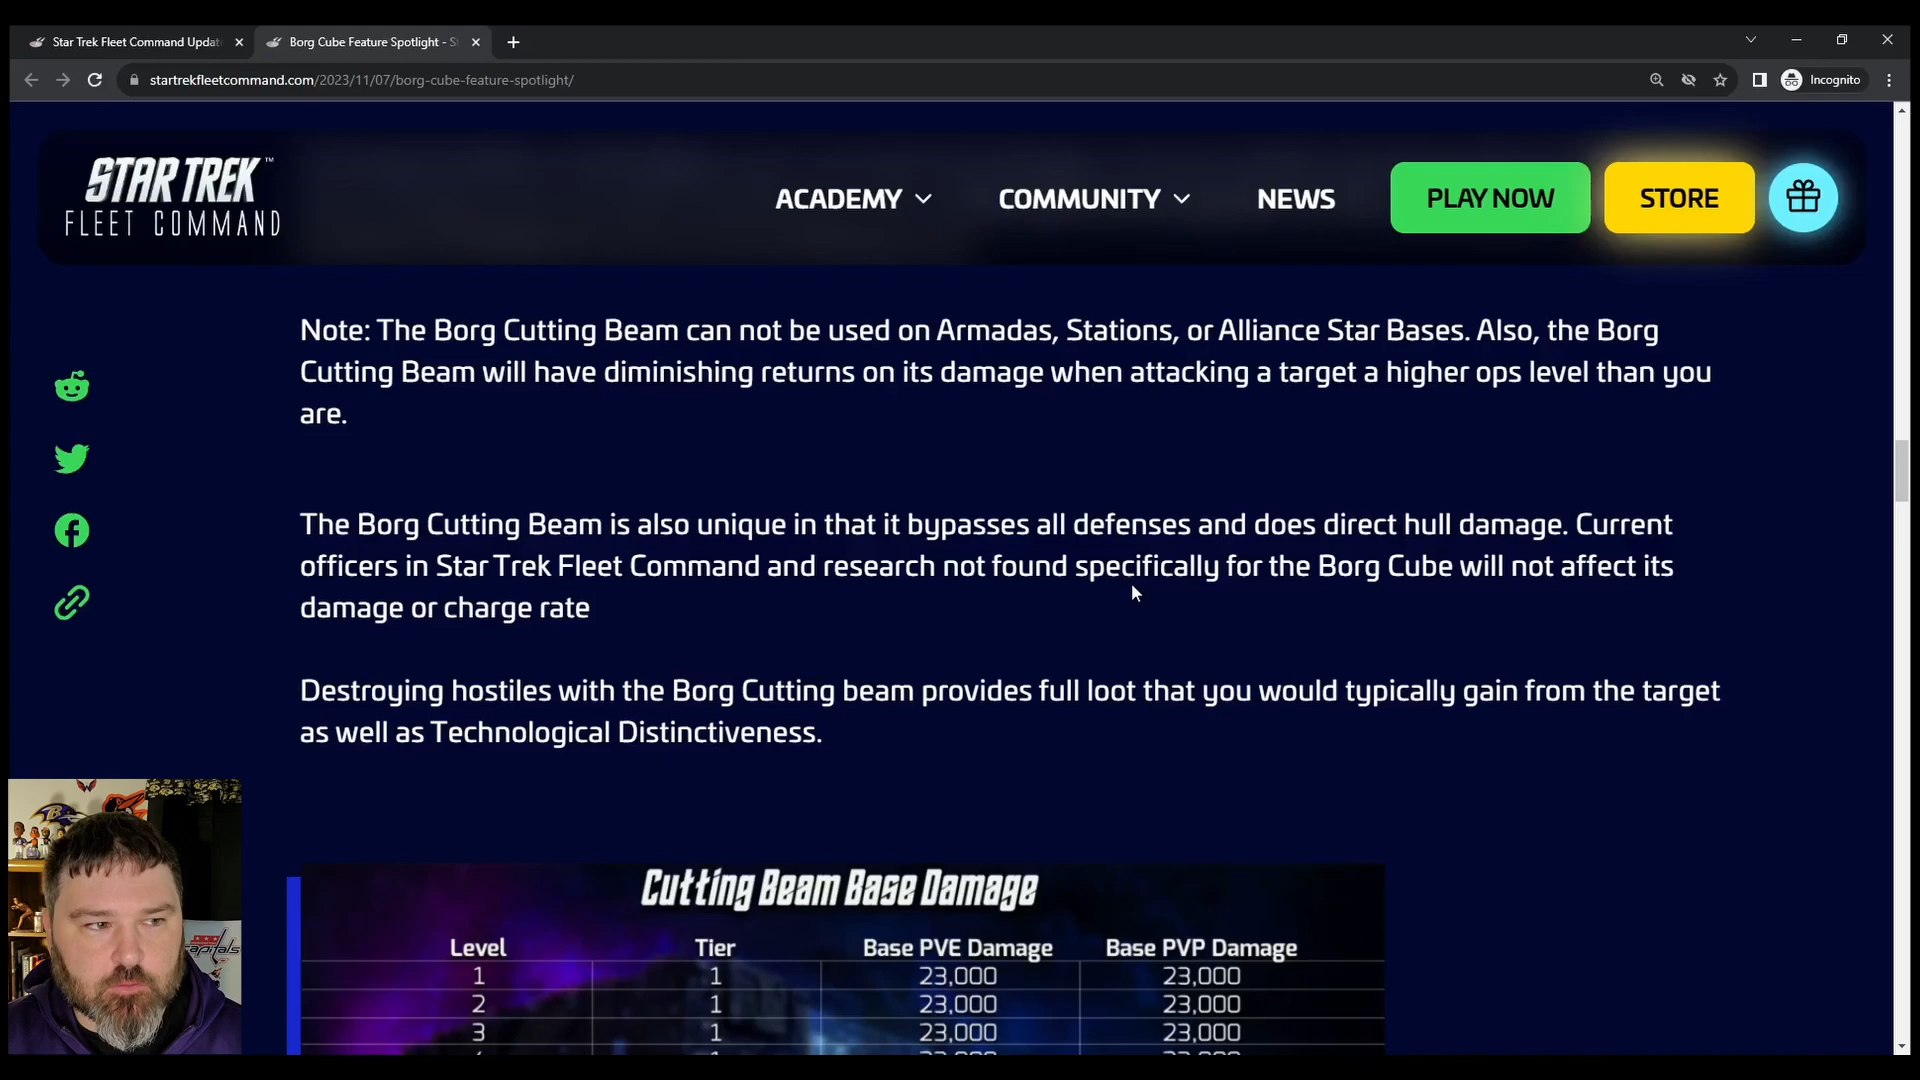 Star Trek Fleet Command Updat
Borg Cube Feature Spotlight - S
startrekfleetcommand.com/2023/11/07/borg-cube-feature-spotlight/
Incognito
STAR TREK™
FLEET COMMAND
ACADEMY
COMMUNITY
NEWS
PLAY NOW
STORE
Note: The Borg Cutting Beam can not be used on Armadas, Stations, or Alliance Star Bases. Also, the Borg
Cutting Beam will have diminishing returns on its damage when attacking a target a higher ops level than you
are.
The Borg Cutting Beam is also unique in that it bypasses all defenses and does direct hull damage. Current
officers in Star Trek Fleet Command and research not found specifically for the Borg Cube will not affect its
damage or charge rate
Destroying hostiles with the Borg Cutting beam provides full loot that you would typically gain from the target
as well as Technological Distinctiveness.
Cutting Beam Base Damage
Level Tier Base PVE Damage Base PVP Damage
1 1 23,000 23,000
2 1 23,000 23,000
3 1 23,000 23,000
capitals